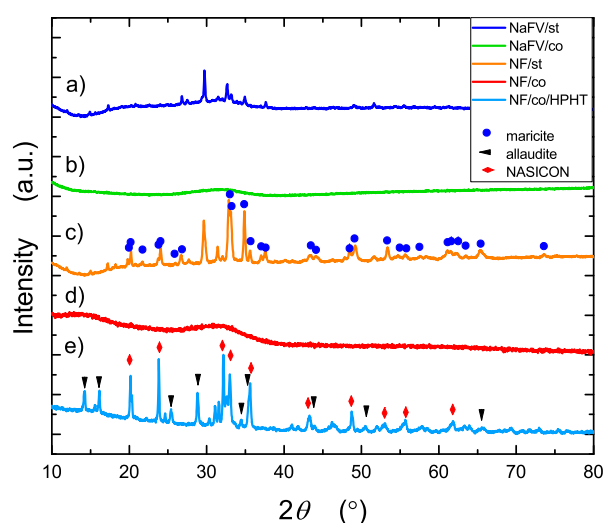 NaFV/st
NaFV/co
NF/st
NF/co
NF/co/HPHT
maricite
allaudite
NASICON
a)
b)
c)
d)
e)
Intensity (a.u.)
10 20 30 40 50 60 70 80
2θ (°)